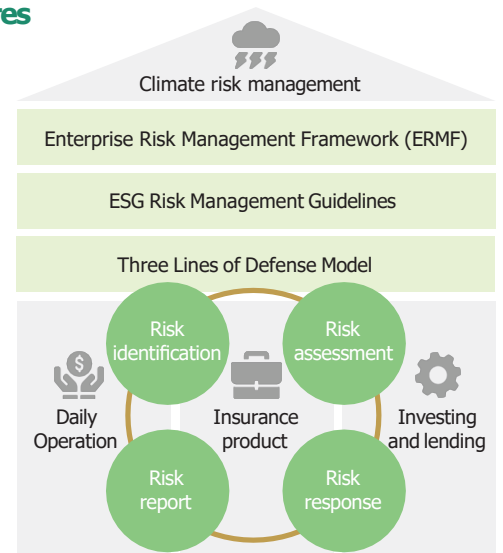 res
Climate risk management
Enterprise Risk Management Framework (ERMF)
ESG Risk Management Guidelines
Three Lines of Defense Model
Risk
identification
Risk
assessment
$
Daily
Operation
Insurance
product
Investing
and lending
Risk
report
Risk
response